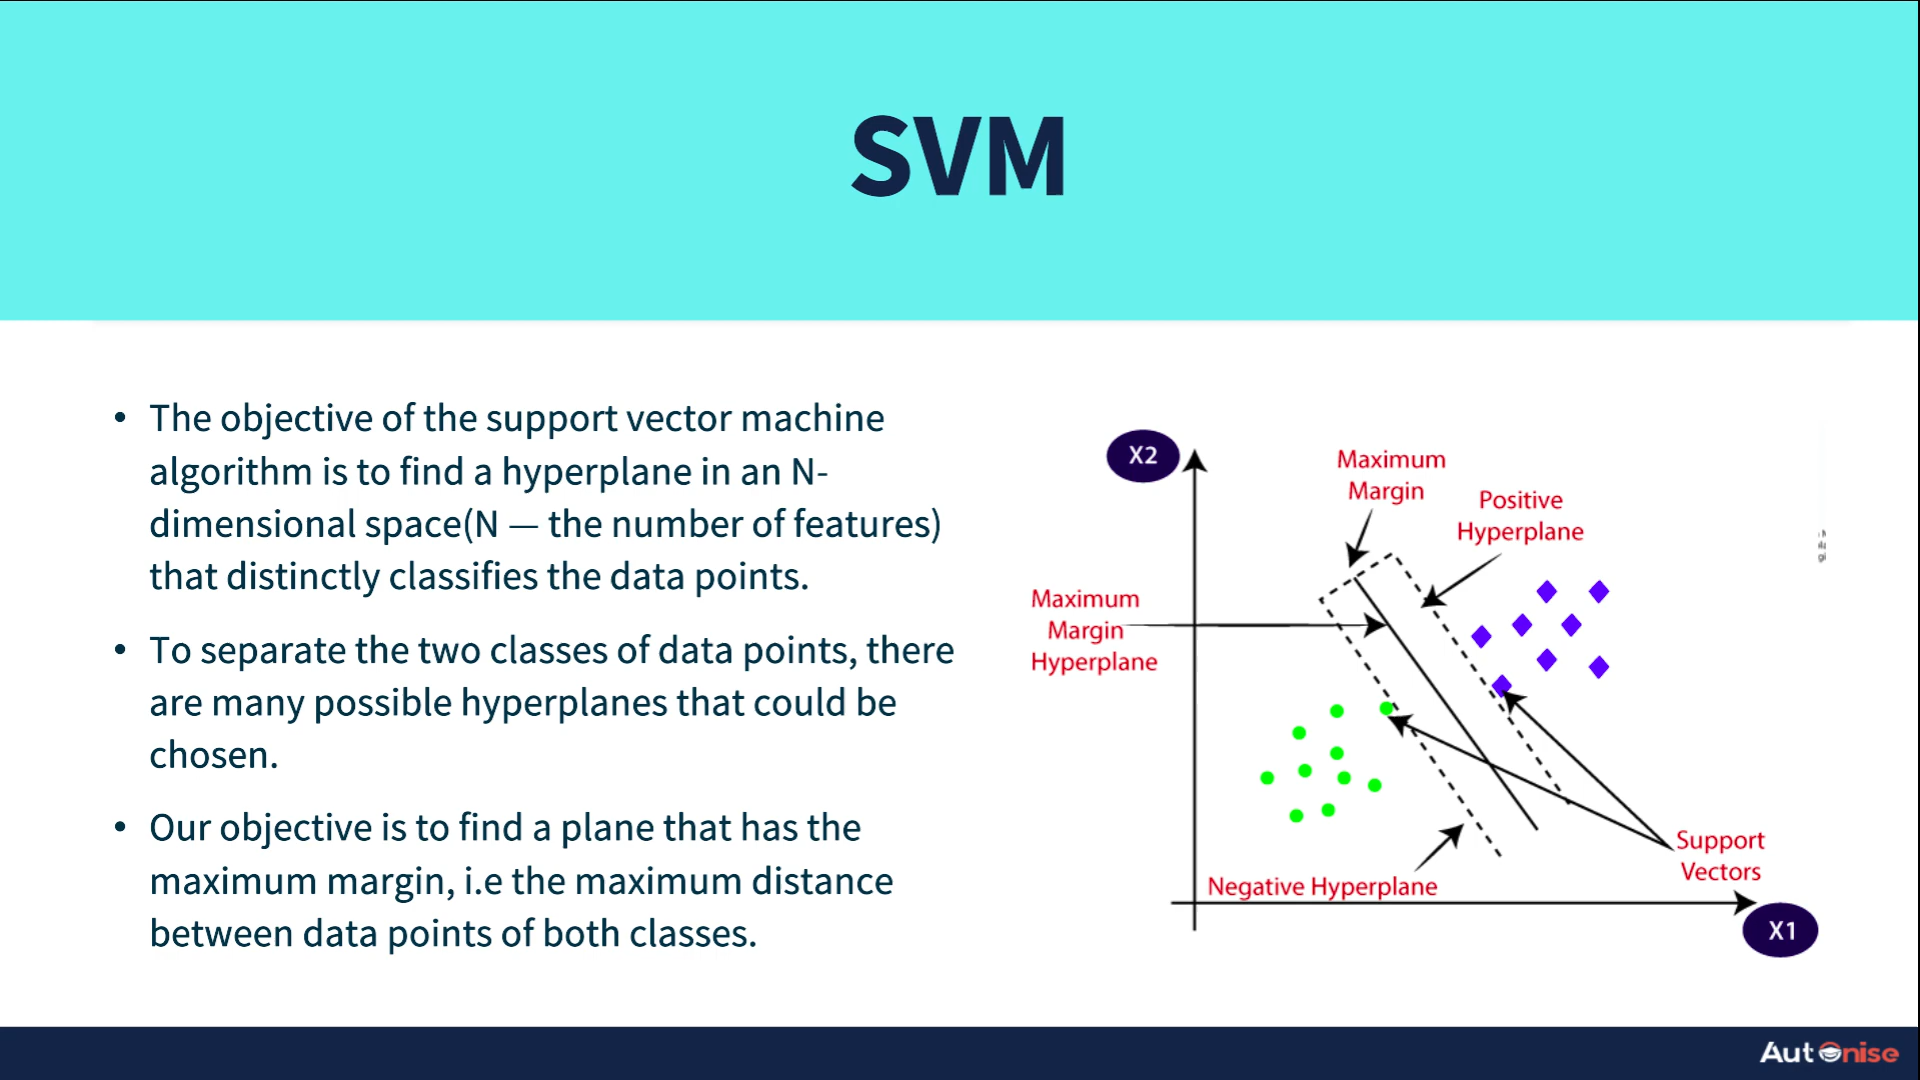 SVM
• The objective of the support vector machine
algorithm is to find a hyperplane in an N-
dimensional space(N — the number of features)
that distinctly classifies the data points.
• To separate the two classes of data points, there
are many possible hyperplanes that could be
chosen.
• Our objective is to find a plane that has the
maximum margin, i.e the maximum distance
between data points of both classes.
X2
Maximum
Margin
Positive
Hyperplane
Maximum
Margin
Hyperplane
Support
Vectors
Negative Hyperplane
X1
Autonise